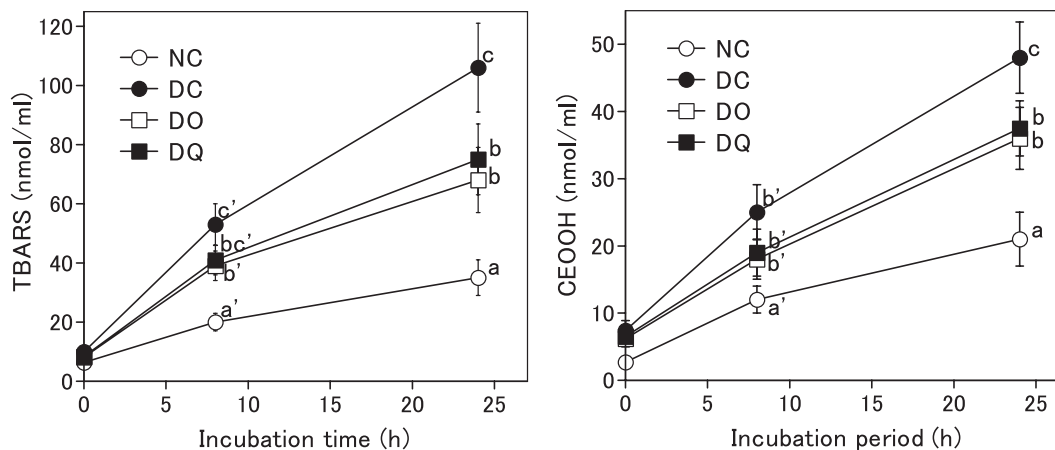 120
100
80
60
40
20
0
TBARS (nmol/ml)
NC
DC
DO
DQ
c
b
b
a
c'
bc'
b'
a'
0 5 10 15 20 25
Incubation time (h)
50
40
30
20
10
0
CEOOH (nmol/ml)
NC
DC
DO
DQ
c
b
b
a
b'
b'
b'
a'
0 5 10 15 20 25
Incubation period (h)